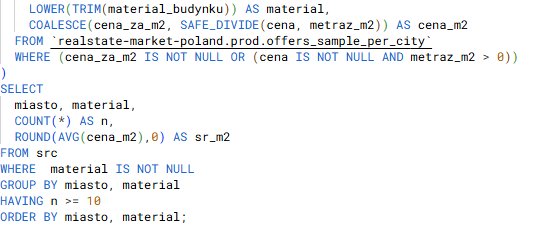 LOWER(TRIM(material_budynku)) AS material,
COALESCE(cena_za_m2, SAFE_DIVIDE(cena, metraz_m2)) AS cena_m2
FROM `realstate-market-poland.prod.offers_sample_per_city`
WHERE (cena_za_m2 IS NOT NULL OR (cena IS NOT NULL AND metraz_m2 > 0))
)
SELECT
miasto, material,
COUNT(*) AS n,
ROUND(AVG(cena_m2),0) AS sr_m2
FROM src
WHERE  material IS NOT NULL
GROUP BY miasto, material
HAVING n >= 10
ORDER BY miasto, material;